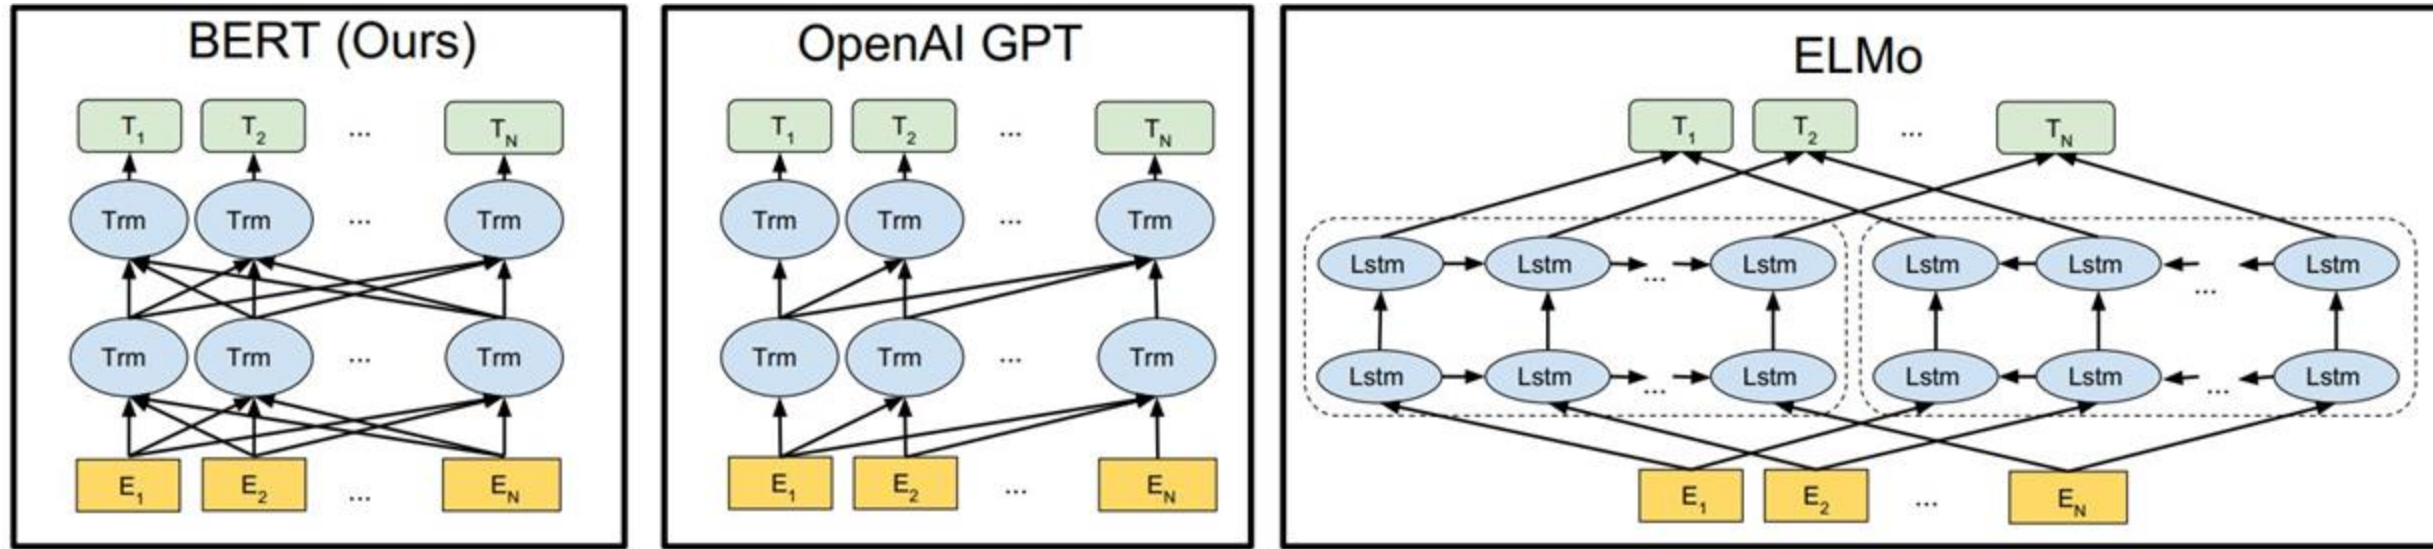 BERT (Ours)
T1 T2 ... TN
Trm Trm ... Trm
Trm Trm ... Trm
E1 E2 ... EN
OpenAI GPT
T1 T2 ... TN
Trm Trm ... Trm
Trm Trm ... Trm
E1 E2 ... EN
ELMo
T1 T2 ... TN
Lstm Lstm ... Lstm Lstm Lstm ... Lstm
Lstm Lstm ... Lstm Lstm Lstm ... Lstm
E1 E2 ... EN